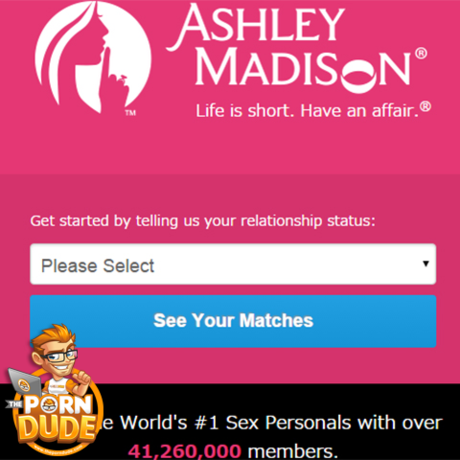 ASHLEY
MADISON®
TM
Life is short. Have an affair.®
Get started by telling us your relationship status:
Please Select
See Your Matches
THE
PORN
DUDE
e World's #1 Sex Personals with over
41,260,000 members.